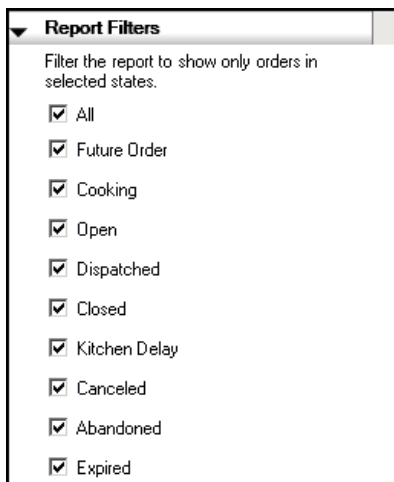 Report Filters
Filter the report to show only orders in
selected states.
All
Future Order
Cooking
Open
Dispatched
Closed
Kitchen Delay
Canceled
Abandoned
Expired